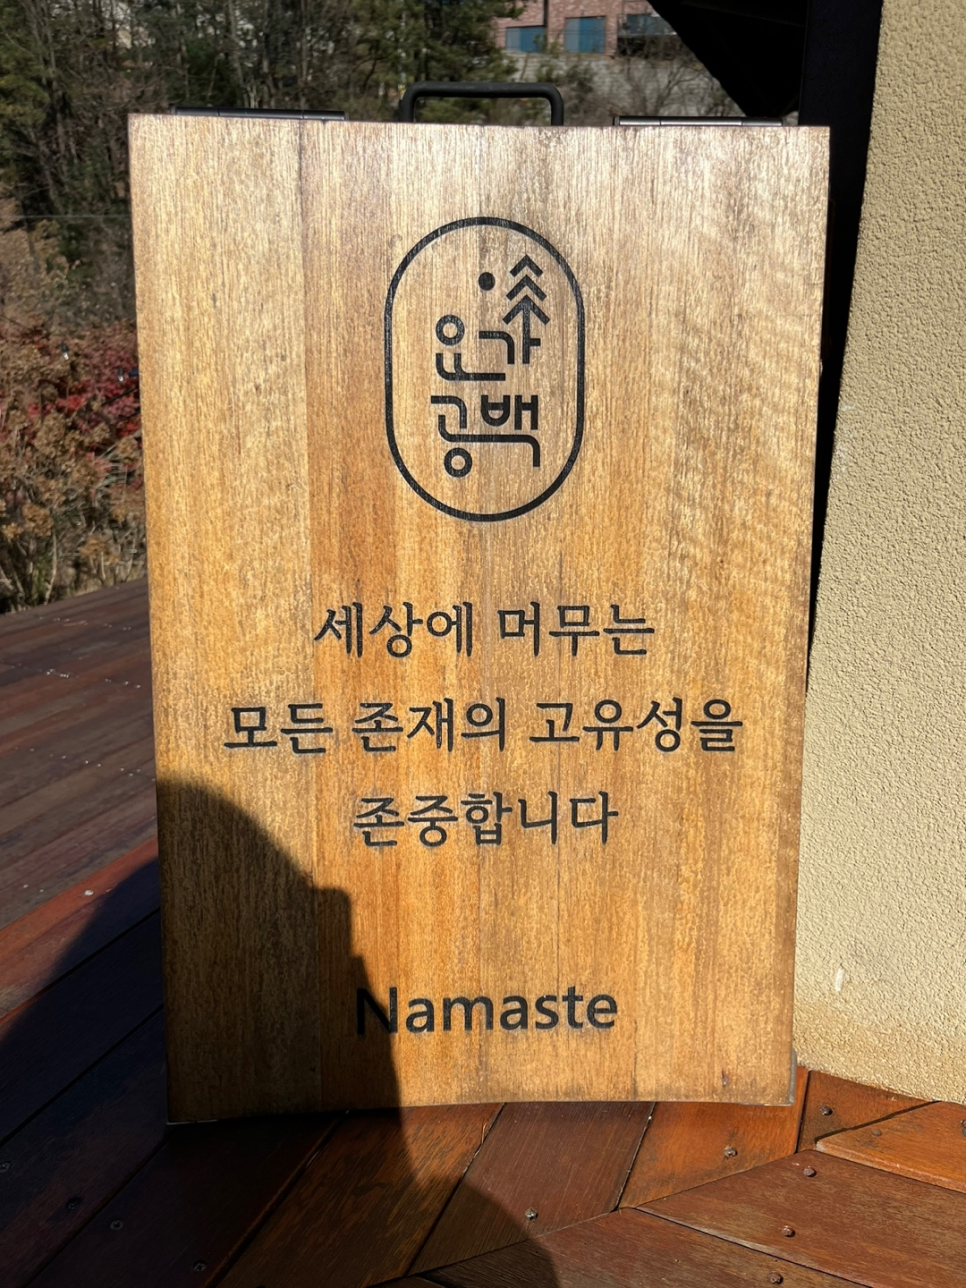 요가
공백
세상에 머무는
모든 존재의 고유성을
존중합니다
Namaste